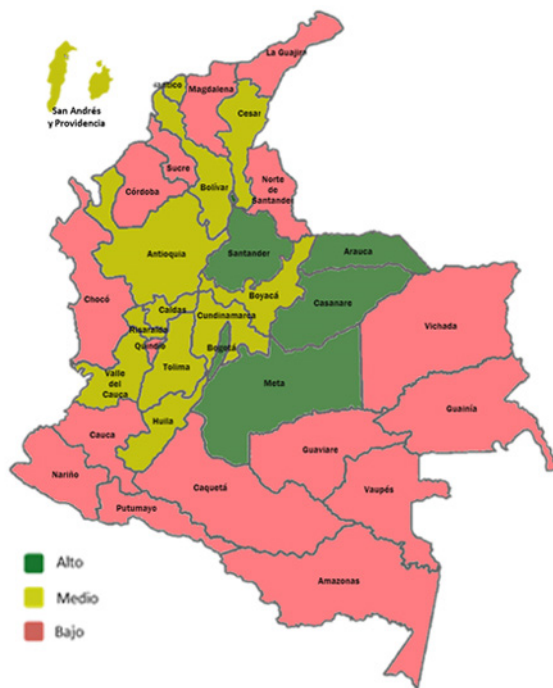 La Guajira
Magdalena
Cesar
San Andrés
y Providencia
Sucre
Córdoba
Bolívar
Norte
de
Santander
Antioquia
Santander
Arauca
Boyacá
Casanare
Chocó
Caldas
Cundinamarca
Risaralda
Quindío
Bogotá
Vichada
Tolima
Valle
del
Cauca
Meta
Huila
Guainía
Cauca
Guaviare
Nariño
Caquetá
Vaupés
Putumayo
Amazonas
Alto
Medio
Bajo